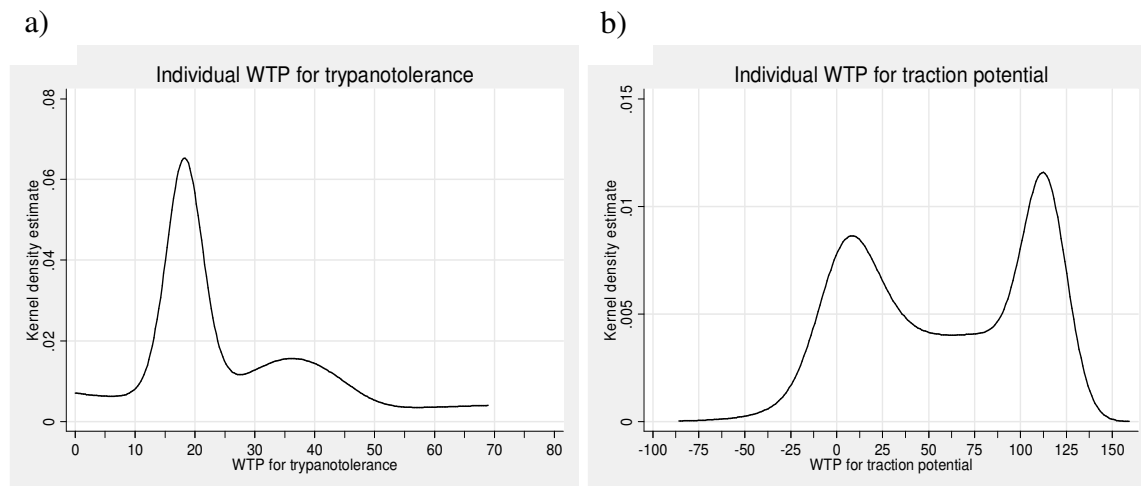 a)
Individual WTP for trypanotolerance
Kernel density estimate
.08
.06
.04
.02
0
0 10 20 30 40 50 60 70 80
WTP for trypanotolerance
b)
Individual WTP for traction potential
Kernel density estimate
.015
.01
.005
0
-100 -75 -50 -25 0 25 50 75 100 125 150
WTP for traction potential